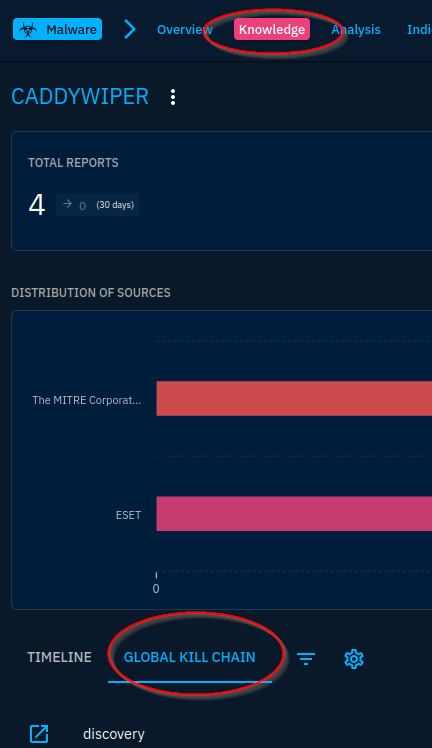 Malware Overview Knowledge Analysis Indi
CADDYWIPER
TOTAL REPORTS
4 0 (30 days)
DISTRIBUTION OF SOURCES
The MITRE Corporat...
ESET
0
TIMELINE GLOBAL KILL CHAIN
discovery